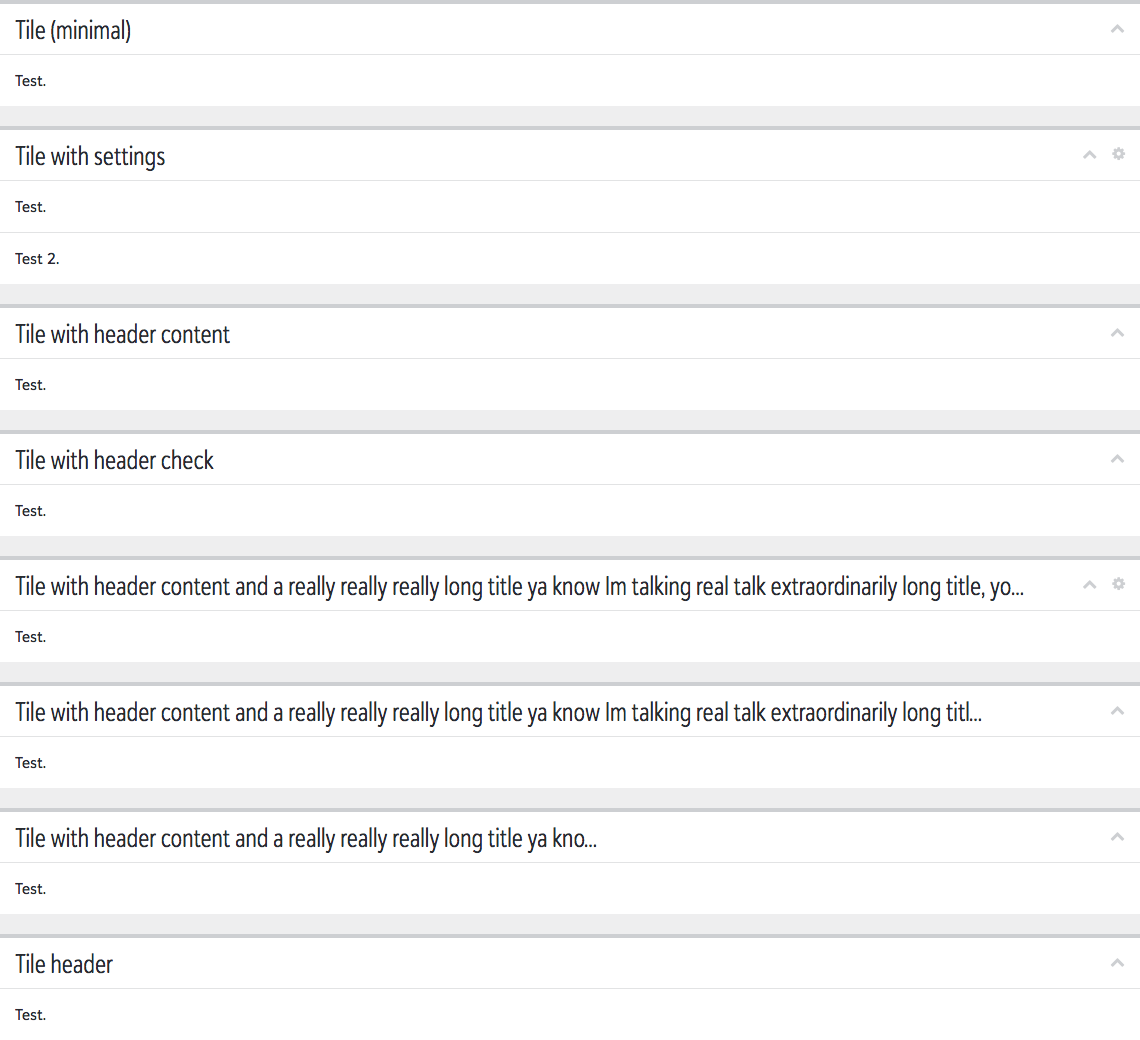 Tile (minimal)
Test.
Tile with settings
Test.
Test 2.
Tile with header content
Test.
Tile with header check
Test.
Tile with header content and a really really really long title ya know Im talking real talk extraordinarily long title, yo...
Test.
Tile with header content and a really really really long title ya know Im talking real talk extraordinarily long titl...
Test.
Tile with header content and a really really really long title ya kno...
Test.
Tile header
Test.